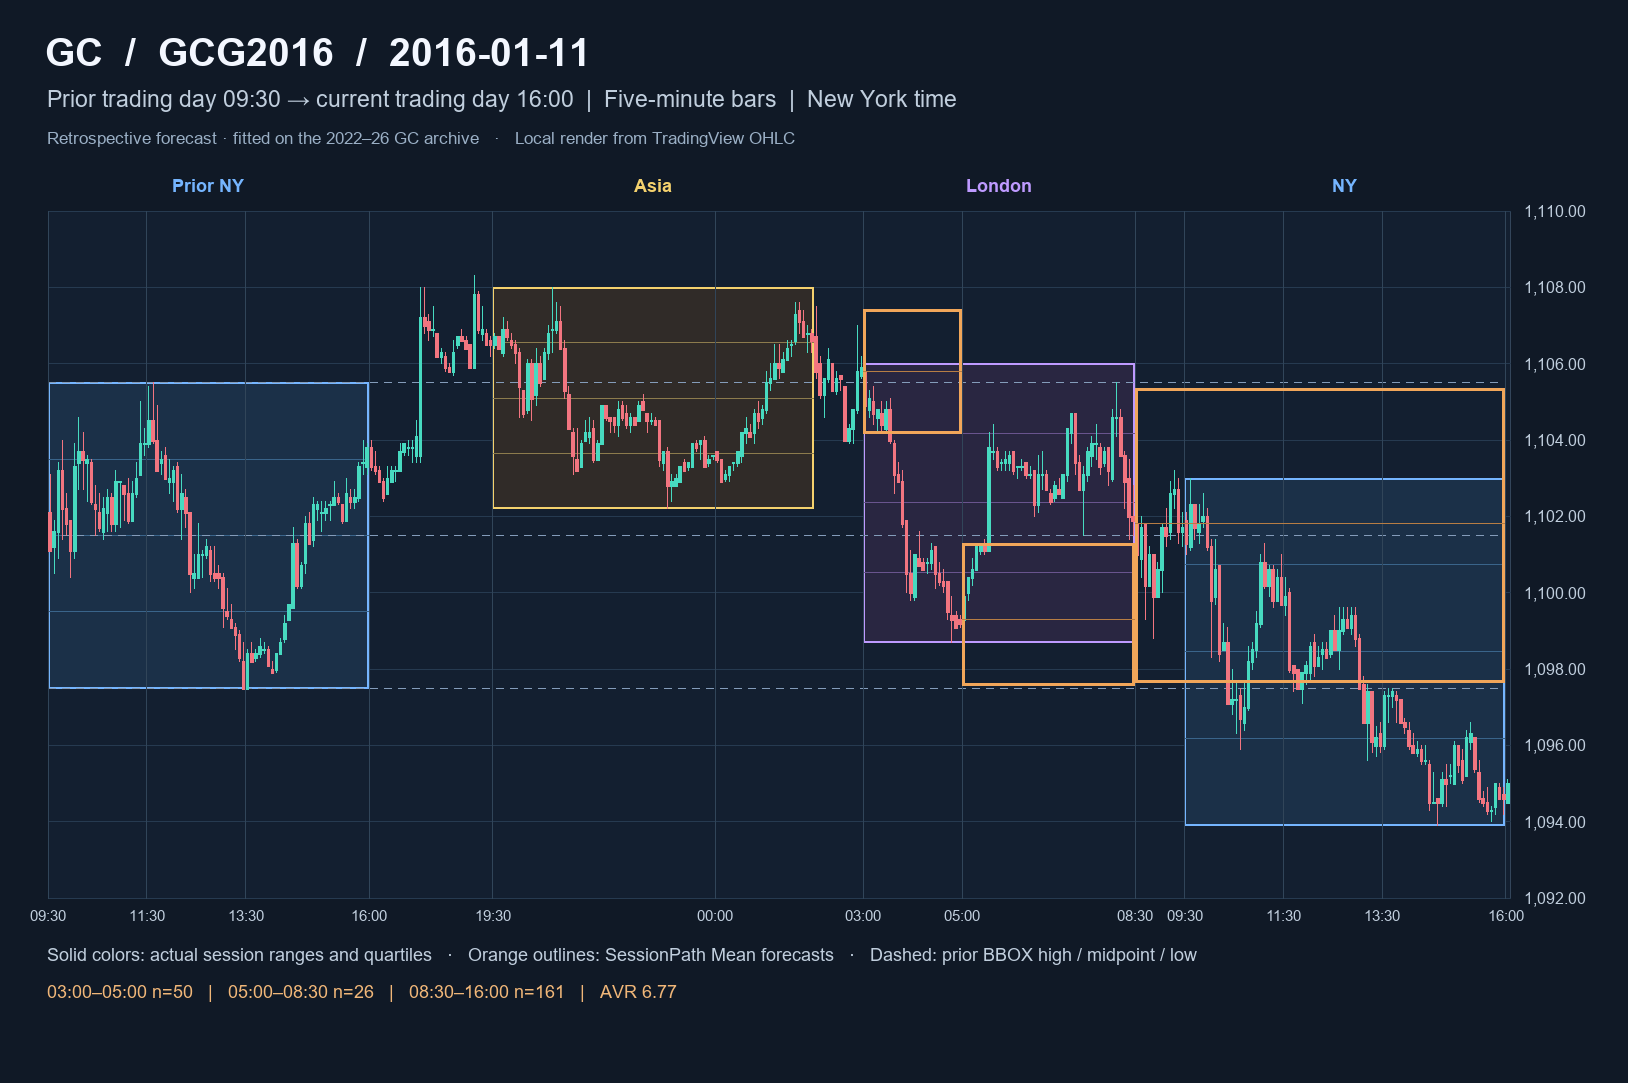 GC / GCG2016 / 2016-01-11
Prior trading day 09:30 → current trading day 16:00 | Five-minute bars | New York time
Retrospective forecast · fitted on the 2022–26 GC archive · Local render from TradingView OHLC
Prior NY Asia London NY
1,110.00
1,108.00
1,106.00
1,104.00
1,102.00
1,100.00
1,098.00
1,096.00
1,094.00
1,092.00
09:30 11:30 13:30 16:00 19:30 00:00 03:00 05:00 08:30 09:30 11:30 13:30 16:00
Solid colors: actual session ranges and quartiles · Orange outlines: SessionPath Mean forecasts · Dashed: prior BBOX high / midpoint / low
03:00–05:00 n=50 | 05:00–08:30 n=26 | 08:30–16:00 n=161 | AVR 6.77